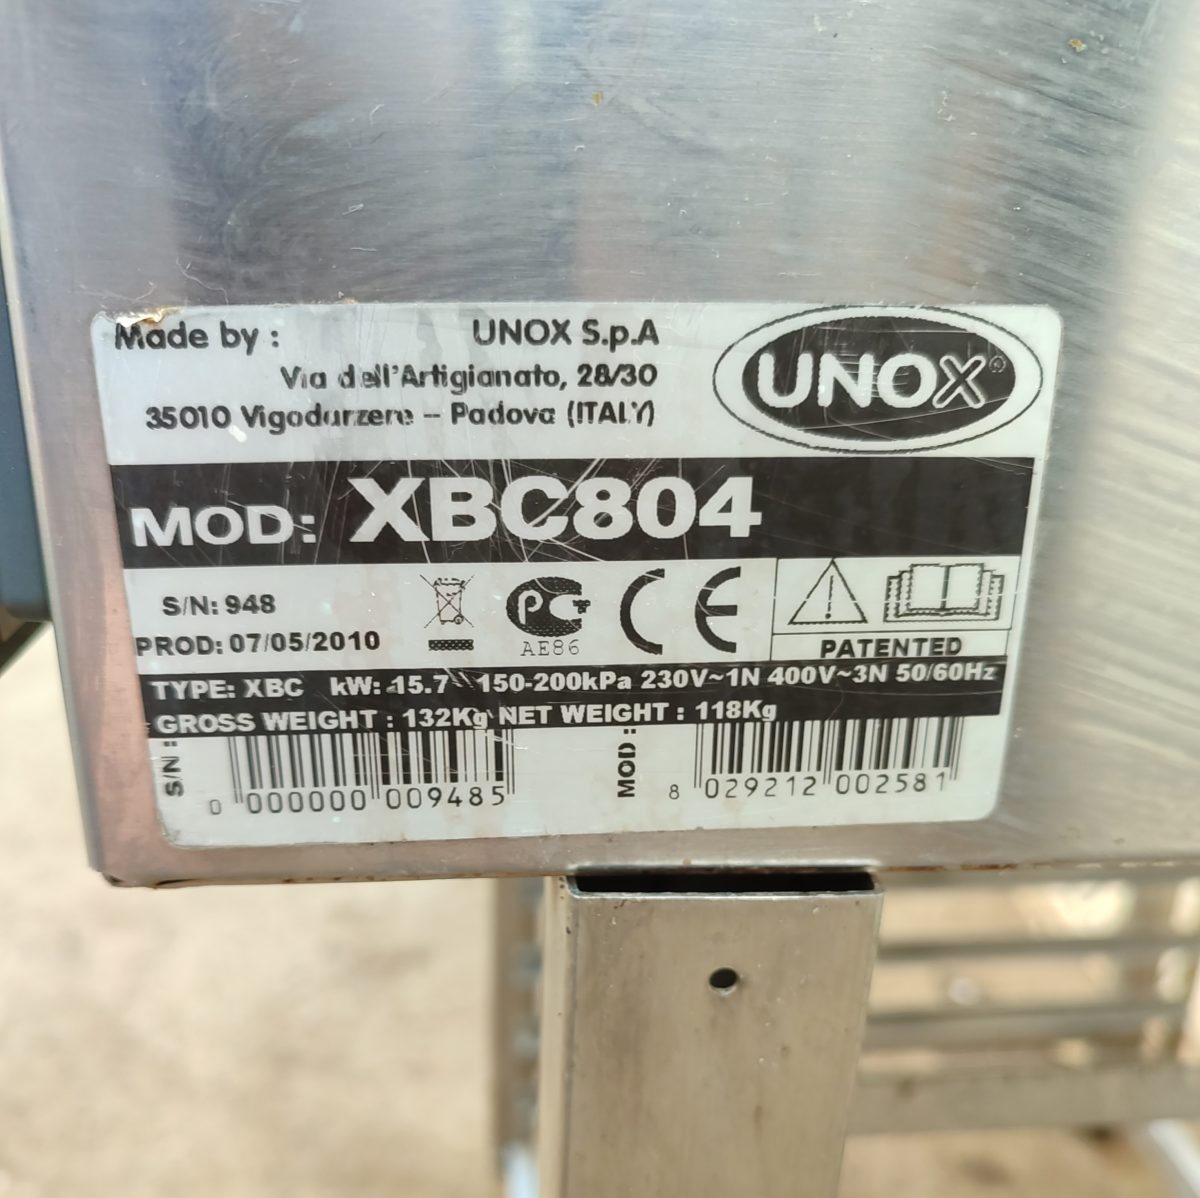 Made by : UNOX S.p.A
Via dell'Artigianato, 28/30
35010 Vigodarzere – Padova (ITALY)
UNOX®
MOD: XBC804
S/N: 948
PROD: 07/05/2010
PCT
AE86
CE
PATENTED
TYPE: XBC kW: 15.7 150-200kPa 230V~1N 400V~3N 50/60Hz
GROSS WEIGHT : 132Kg NET WEIGHT : 118Kg
S/N :
0 000000 009485
MOD :
8 029212 002581